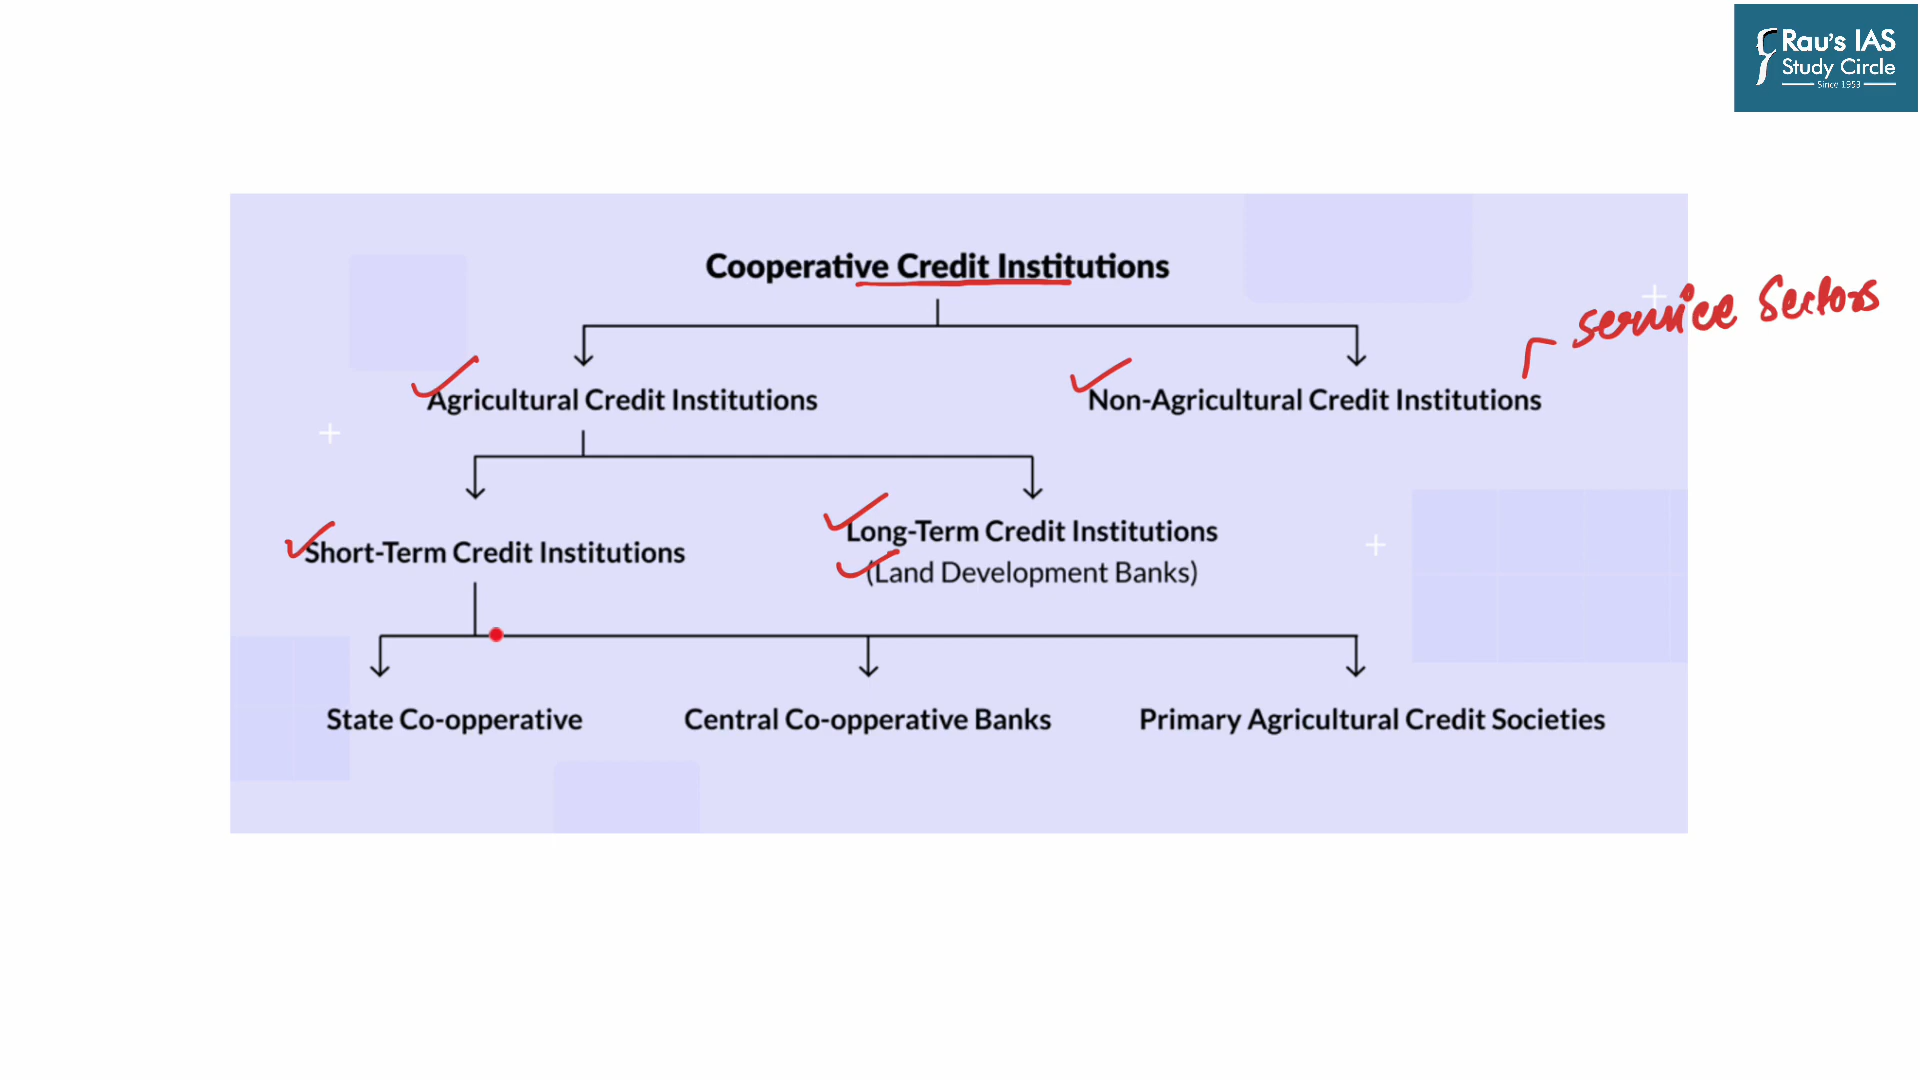 Rau's IAS
Study Circle
Since 1953
Cooperative Credit Institutions
service Sectors
Agricultural Credit Institutions
Non-Agricultural Credit Institutions
Short-Term Credit Institutions
Long-Term Credit Institutions
(Land Development Banks)
State Co-opperative
Central Co-opperative Banks
Primary Agricultural Credit Societies